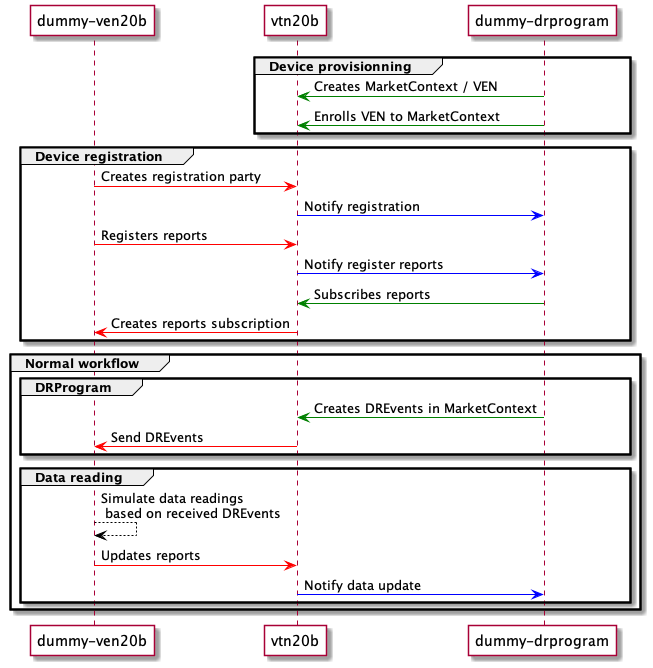 dummy-ven20b
vtn20b
dummy-drprogram
Device provisionning
Creates MarketContext / VEN
Enrolls VEN to MarketContext
Device registration
Creates registration party
Notify registration
Registers reports
Notify register reports
Subscribes reports
Creates reports subscription
Normal workflow
DRProgram
Creates DREvents in MarketContext
Send DREvents
Data reading
Simulate data readings
based on received DREvents
Updates reports
Notify data update
dummy-ven20b
vtn20b
dummy-drprogram